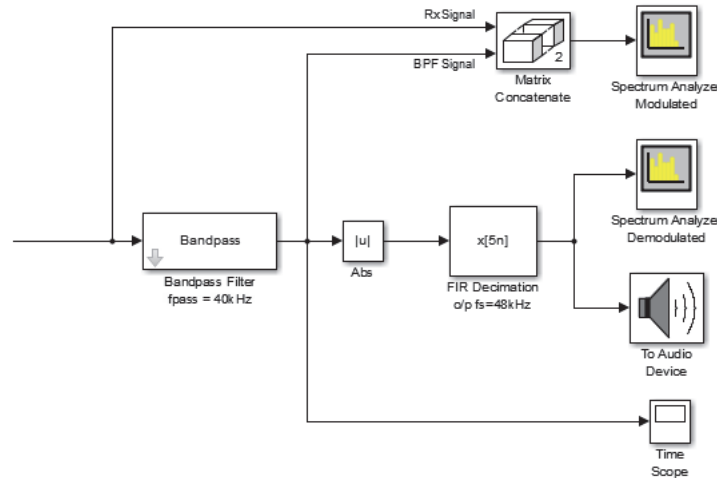 RxSignal
BPF Signal
2
Matrix
Concatenate
Spectrum Analyze
Modulated
Spectrum Analyze
Demodulated
Bandpass
Bandpass Filter
fpass = 40kHz
|u|
Abs
x[5n]
FIR Decimation
o/p fs=48kHz
To Audio
Device
Time
Scope